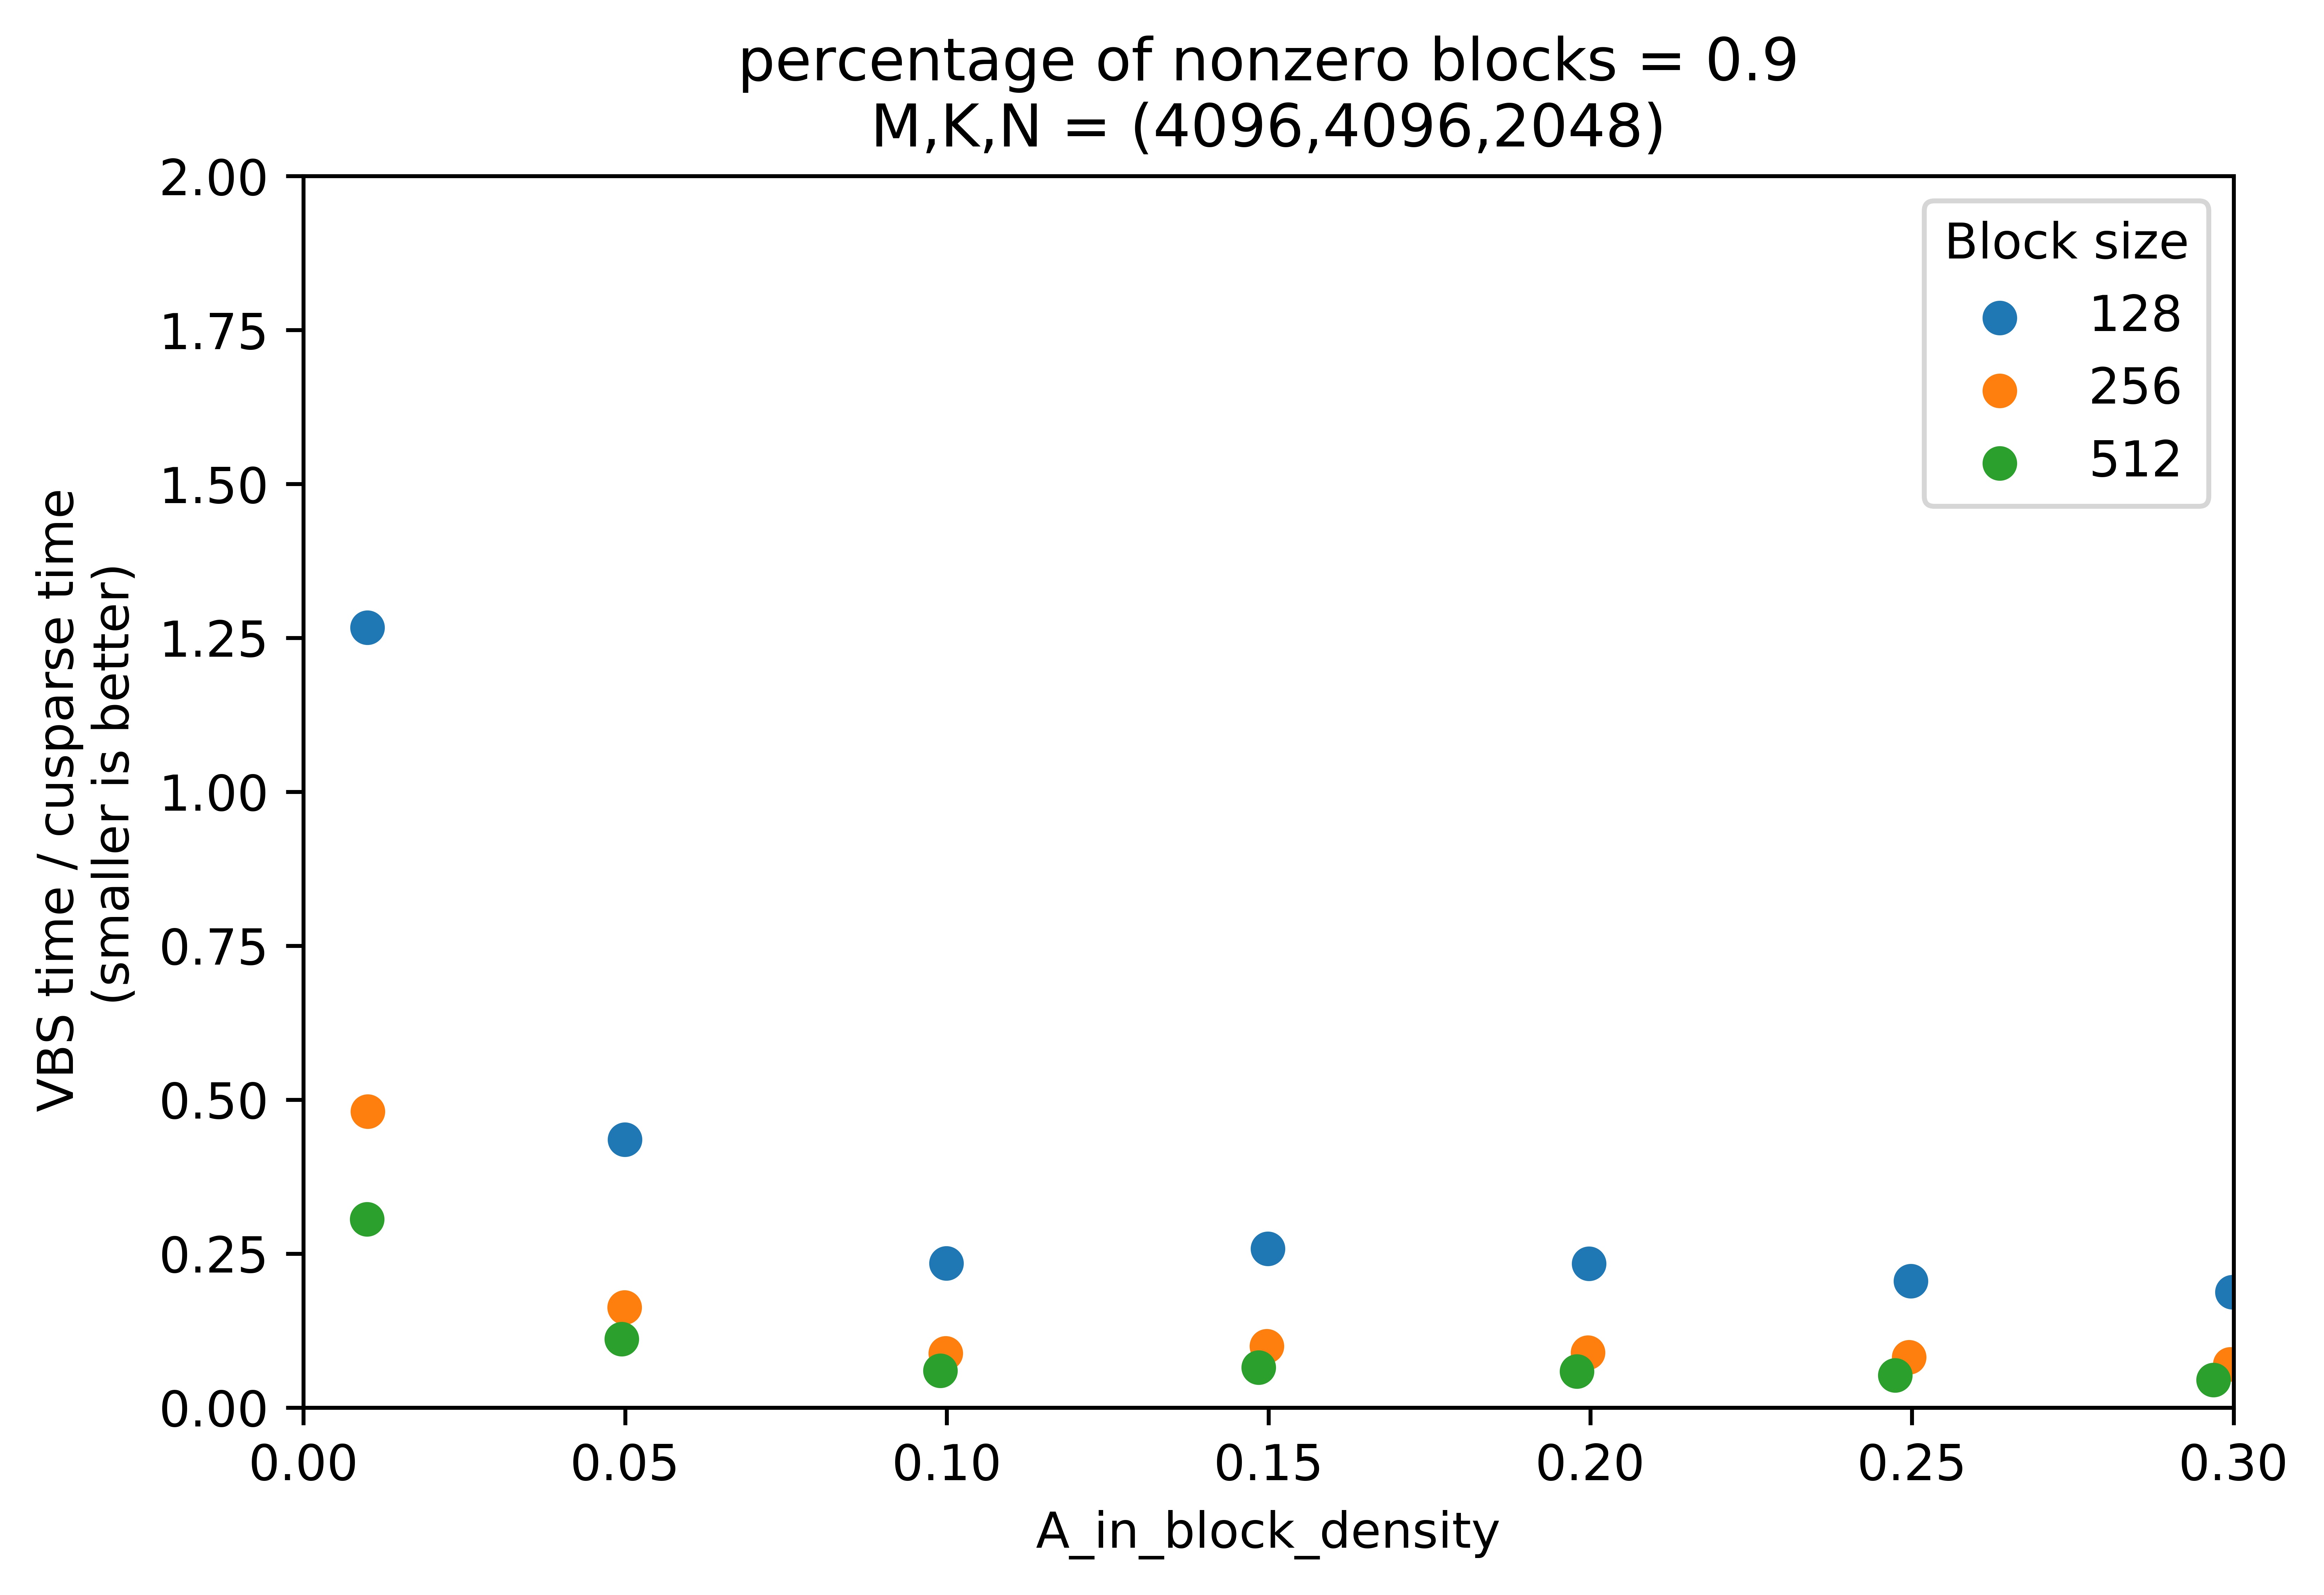 percentage of nonzero blocks = 0.9
M,K,N = (4096,4096,2048)
2.00
1.75
1.50
1.25
1.00
0.75
0.50
0.25
0.00
VBS time / cusparse time
(smaller is better)
Block size
128
256
512
0.00 0.05 0.10 0.15 0.20 0.25 0.30
A_in_block_density